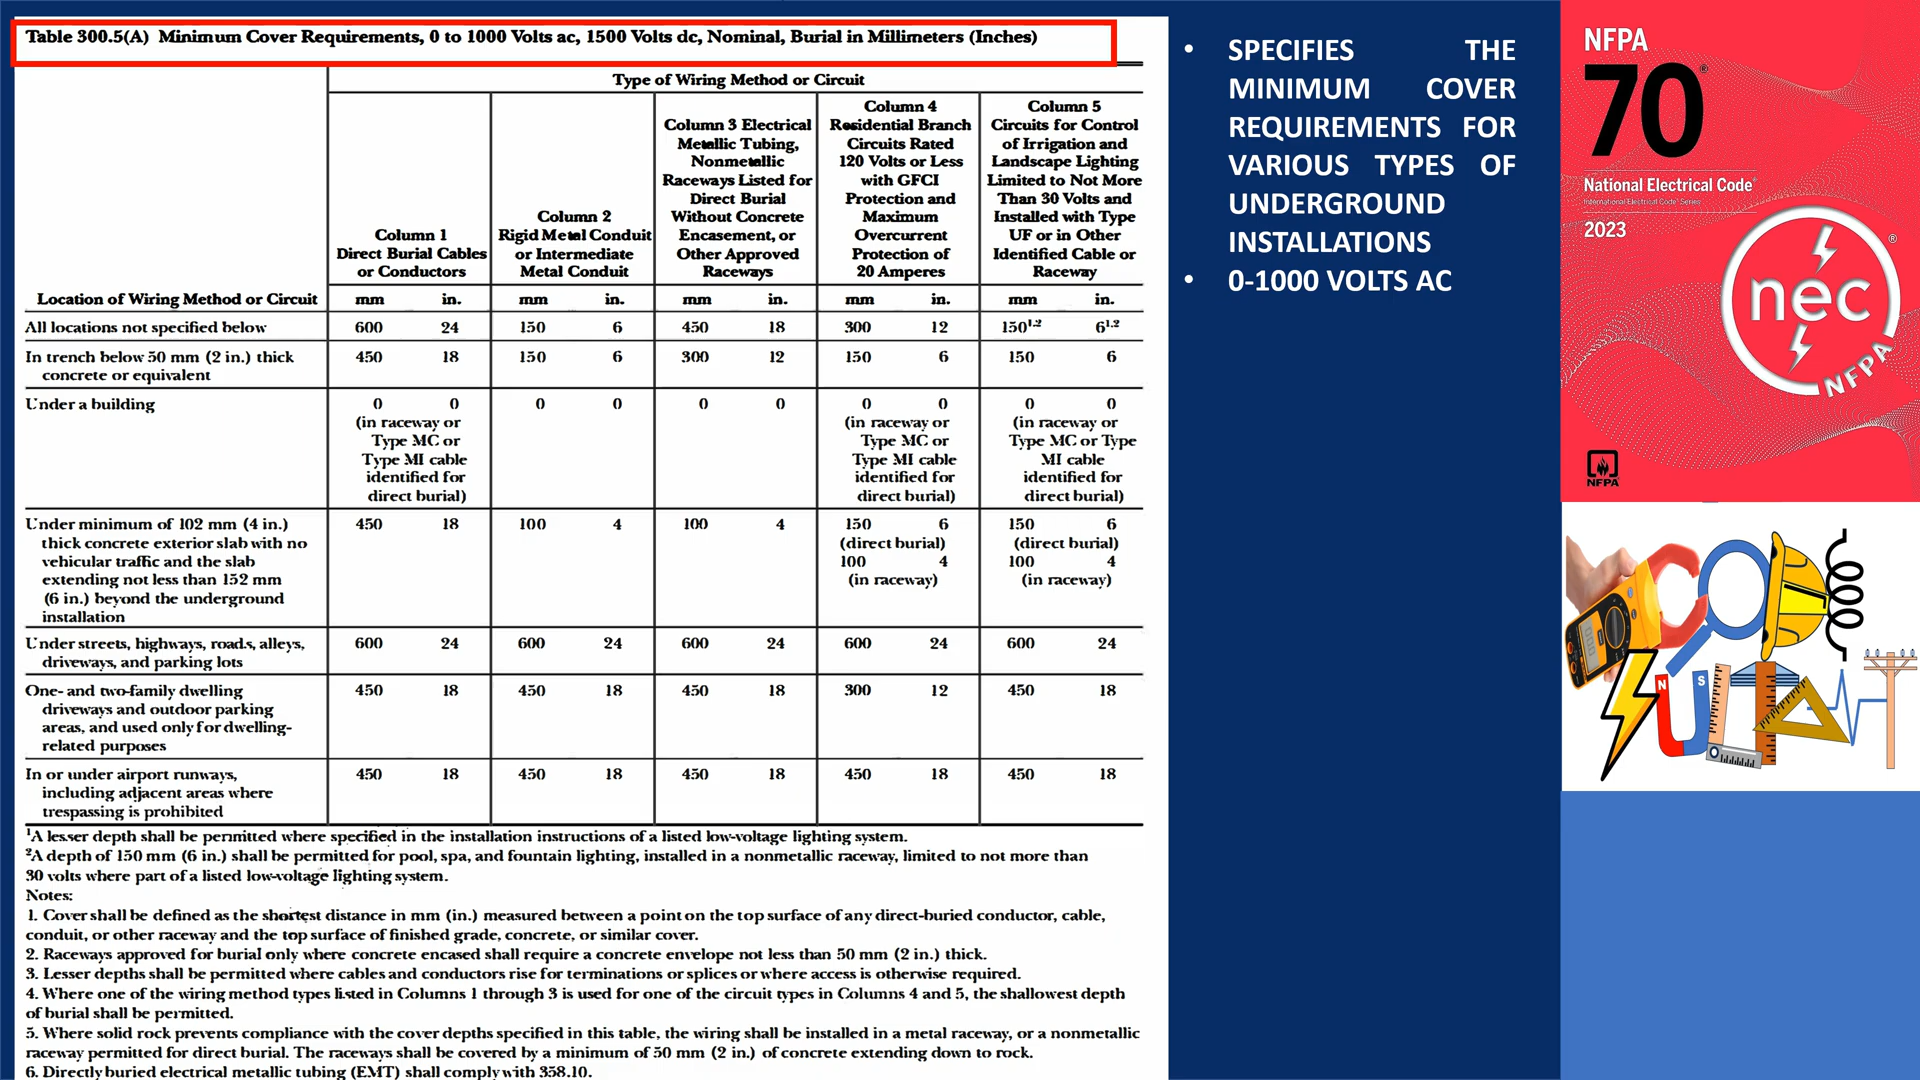 Table 300.5(A) Minimum Cover Requirements, 0 to 1000 Volts ac, 1500 Volts dc, Nominal, Burial in Millimeters (Inches)
Type of Wiring Method or Circuit
Location of Wiring Method or Circuit
Column 1
Direct Burial Cables
or Conductors
Column 2
Rigid Metal Conduit
or Intermediate
Metal Conduit
Column 3 Electrical
Metallic Tubing,
Nonmetallic
Raceways Listed for
Direct Burial
Without Concrete
Encasement, or
Other Approved
Raceways
Column 4
Residential Branch
Circuits Rated
120 Volts or Less
with GFCI
Protection and
Maximum
Overcurrent
Protection of
20 Amperes
Column 5
Circuits for Control
of Irrigation and
Landscape Lighting
Limited to Not More
Than 30 Volts and
Installed with Type
UF or in Other
Identified Cable or
Raceway
mm in. mm in. mm in. mm in. mm in.
All locations not specified below 600 24 150 6 450 18 300 12 150¹·² 6¹·²
In trench below 50 mm (2 in.) thick 450 18 150 6 300 12 150 6 150 6
concrete or equivalent
Under a building 0 0 0 0 0 0 0 0 0 0
(in raceway or
Type MC or
Type MI cable
identified for
direct burial)
(in raceway or
Type MC or
Type MI cable
identified for
direct burial)
(in raceway or
Type MC or Type
MI cable
identified for
direct burial)
Under minimum of 102 mm (4 in.) 450 18 100 4 100 4 150 6 150 6
thick concrete exterior slab with no (direct burial) (direct burial)
vehicular traffic and the slab 100 4 100 4
extending not less than 152 mm (in raceway) (in raceway)
(6 in.) beyond the underground
installation
Under streets, highways, roads, alleys, 600 24 600 24 600 24 600 24 600 24
driveways, and parking lots
One- and two-family dwelling 450 18 450 18 450 18 300 12 450 18
driveways and outdoor parking
areas, and used only for dwelling-
related purposes
In or under airport runways, 450 18 450 18 450 18 450 18 450 18
including adjacent areas where
trespassing is prohibited
¹A lesser depth shall be permitted where specified in the installation instructions of a listed low-voltage lighting system.
²A depth of 150 mm (6 in.) shall be permitted for pool, spa, and fountain lighting, installed in a nonmetallic raceway, limited to not more than
30 volts where part of a listed low-voltage lighting system.
Notes:
1. Cover shall be defined as the shortest distance in mm (in.) measured between a point on the top surface of any direct-buried conductor, cable,
conduit, or other raceway and the top surface of finished grade, concrete, or similar cover.
2. Raceways approved for burial only where concrete encased shall require a concrete envelope not less than 50 mm (2 in.) thick.
3. Lesser depths shall be permitted where cables and conductors rise for terminations or splices or where access is otherwise required.
4. Where one of the wiring method types listed in Columns 1 through 3 is used for one of the circuit types in Columns 4 and 5, the shallowest depth
of burial shall be permitted.
5. Where solid rock prevents compliance with the cover depths specified in this table, the wiring shall be installed in a metal raceway, or a nonmetallic
raceway permitted for direct burial. The raceways shall be covered by a minimum of 50 mm (2 in.) of concrete extending down to rock.
6. Directly buried electrical metallic tubing (EMT) shall comply with 358.10.
• SPECIFIES THE
MINIMUM COVER
REQUIREMENTS FOR
VARIOUS TYPES OF
UNDERGROUND
INSTALLATIONS
• 0-1000 VOLTS AC
NFPA
70®
National Electrical Code®
International Electrical Code® Series
2023
nec®
NFPA
NFPA
N S